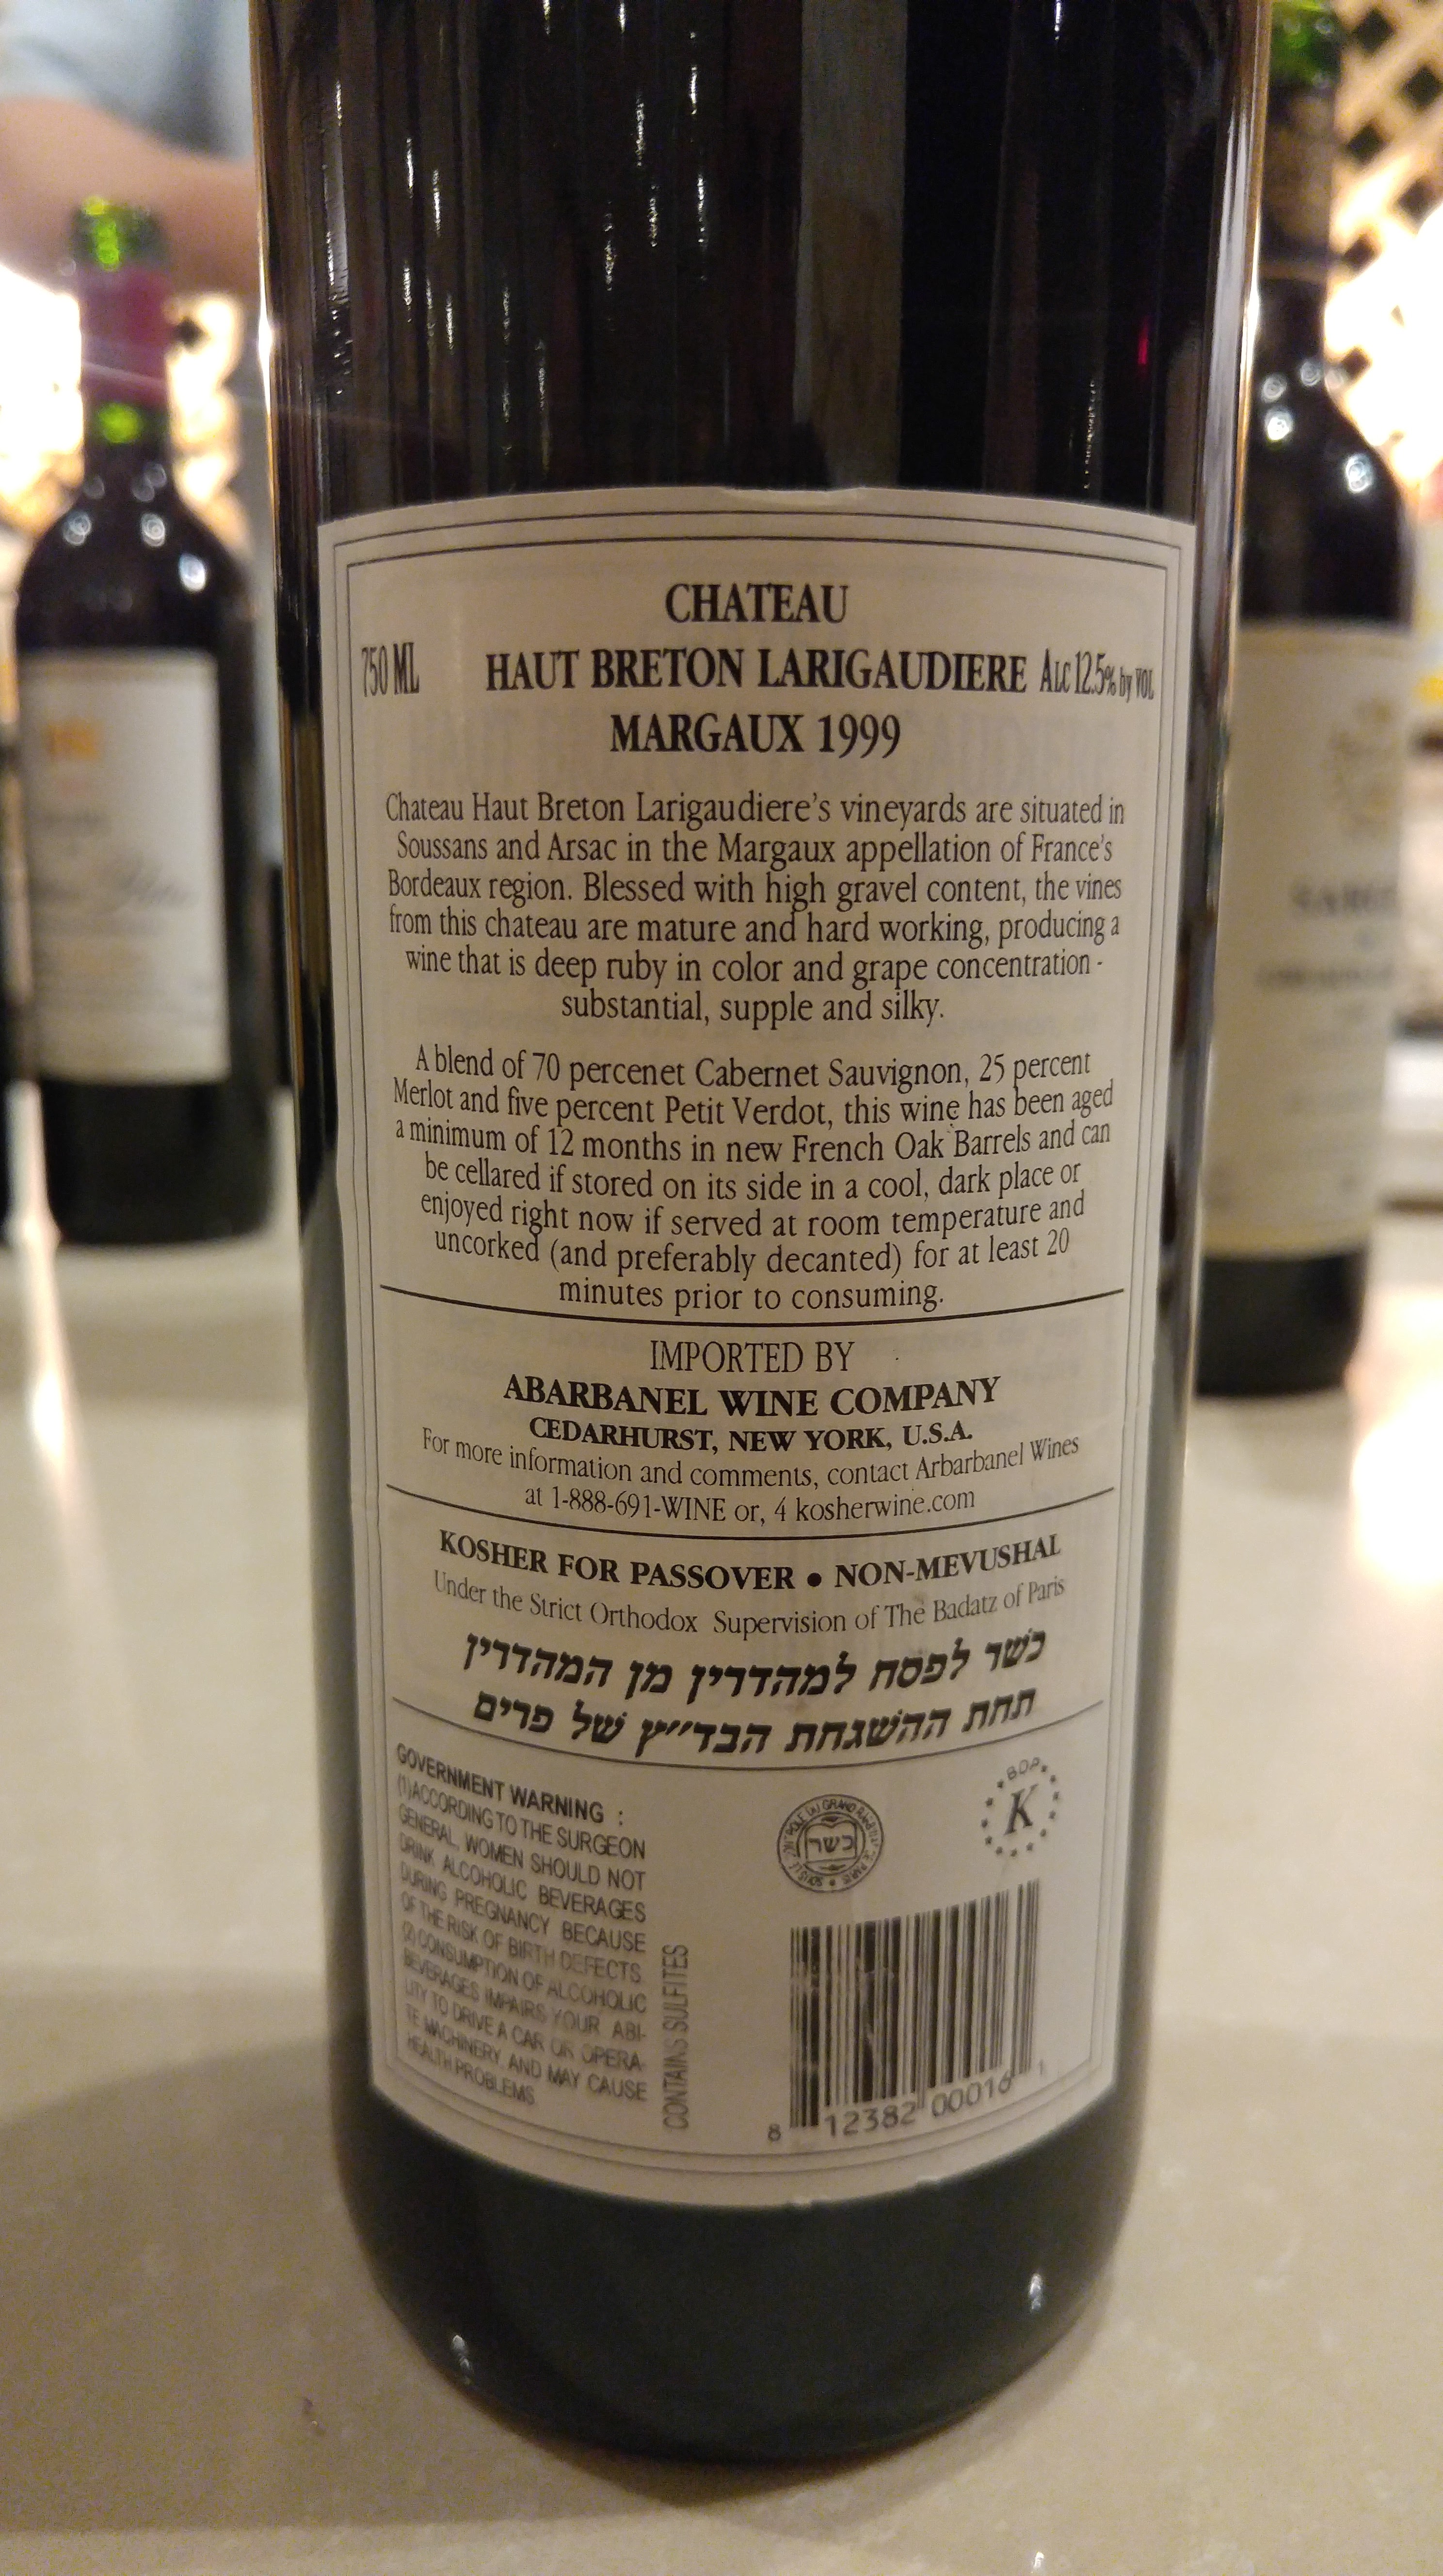 CHATEAU
750 ML HAUT BRETON LARIGAUDIERE ALC 12.5% by VOL
MARGAUX 1999
Chateau Haut Breton Larigaudiere's vineyards are situated in
Soussans and Arsac in the Margaux appellation of France's
Bordeaux region. Blessed with high gravel content, the vines
from this chateau are mature and hard working, producing a
wine that is deep ruby in color and grape concentration -
substantial, supple and silky.
A blend of 70 percenet Cabernet Sauvignon, 25 percent
Merlot and five percent Petit Verdot, this wine has been aged
a minimum of 12 months in new French Oak Barrels and can
be cellared if stored on its side in a cool, dark place or
enjoyed right now if served at room temperature and
uncorked (and preferably decanted) for at least 20
minutes prior to consuming.
IMPORTED BY
ABARBANEL WINE COMPANY
CEDARHURST, NEW YORK, U.S.A.
For more information and comments, contact Arbarbanel Wines
at 1-888-691-WINE or, 4 kosherwine.com
KOSHER FOR PASSOVER • NON-MEVUSHAL
Under the Strict Orthodox Supervision of The Badatz of Paris
כשר לפסח למהדרין מן המהדרין
תחת ההשגחת הבד״ץ של פרים
GOVERNMENT WARNING :
(1)ACCORDING TO THE SURGEON
GENERAL, WOMEN SHOULD NOT
DRINK ALCOHOLIC BEVERAGES
DURING PREGNANCY BECAUSE
OF THE RISK OF BIRTH DEFECTS.
(2) CONSUMPTION OF ALCOHOLIC
BEVERAGES IMPAIRS YOUR ABI-
LITY TO DRIVE A CAR OR OPERA-
TE MACHINERY, AND MAY CAUSE
HEALTH PROBLEMS.
CONTAINS SULFITES
כשר
B.D.P.
K
8 12382 00016 1